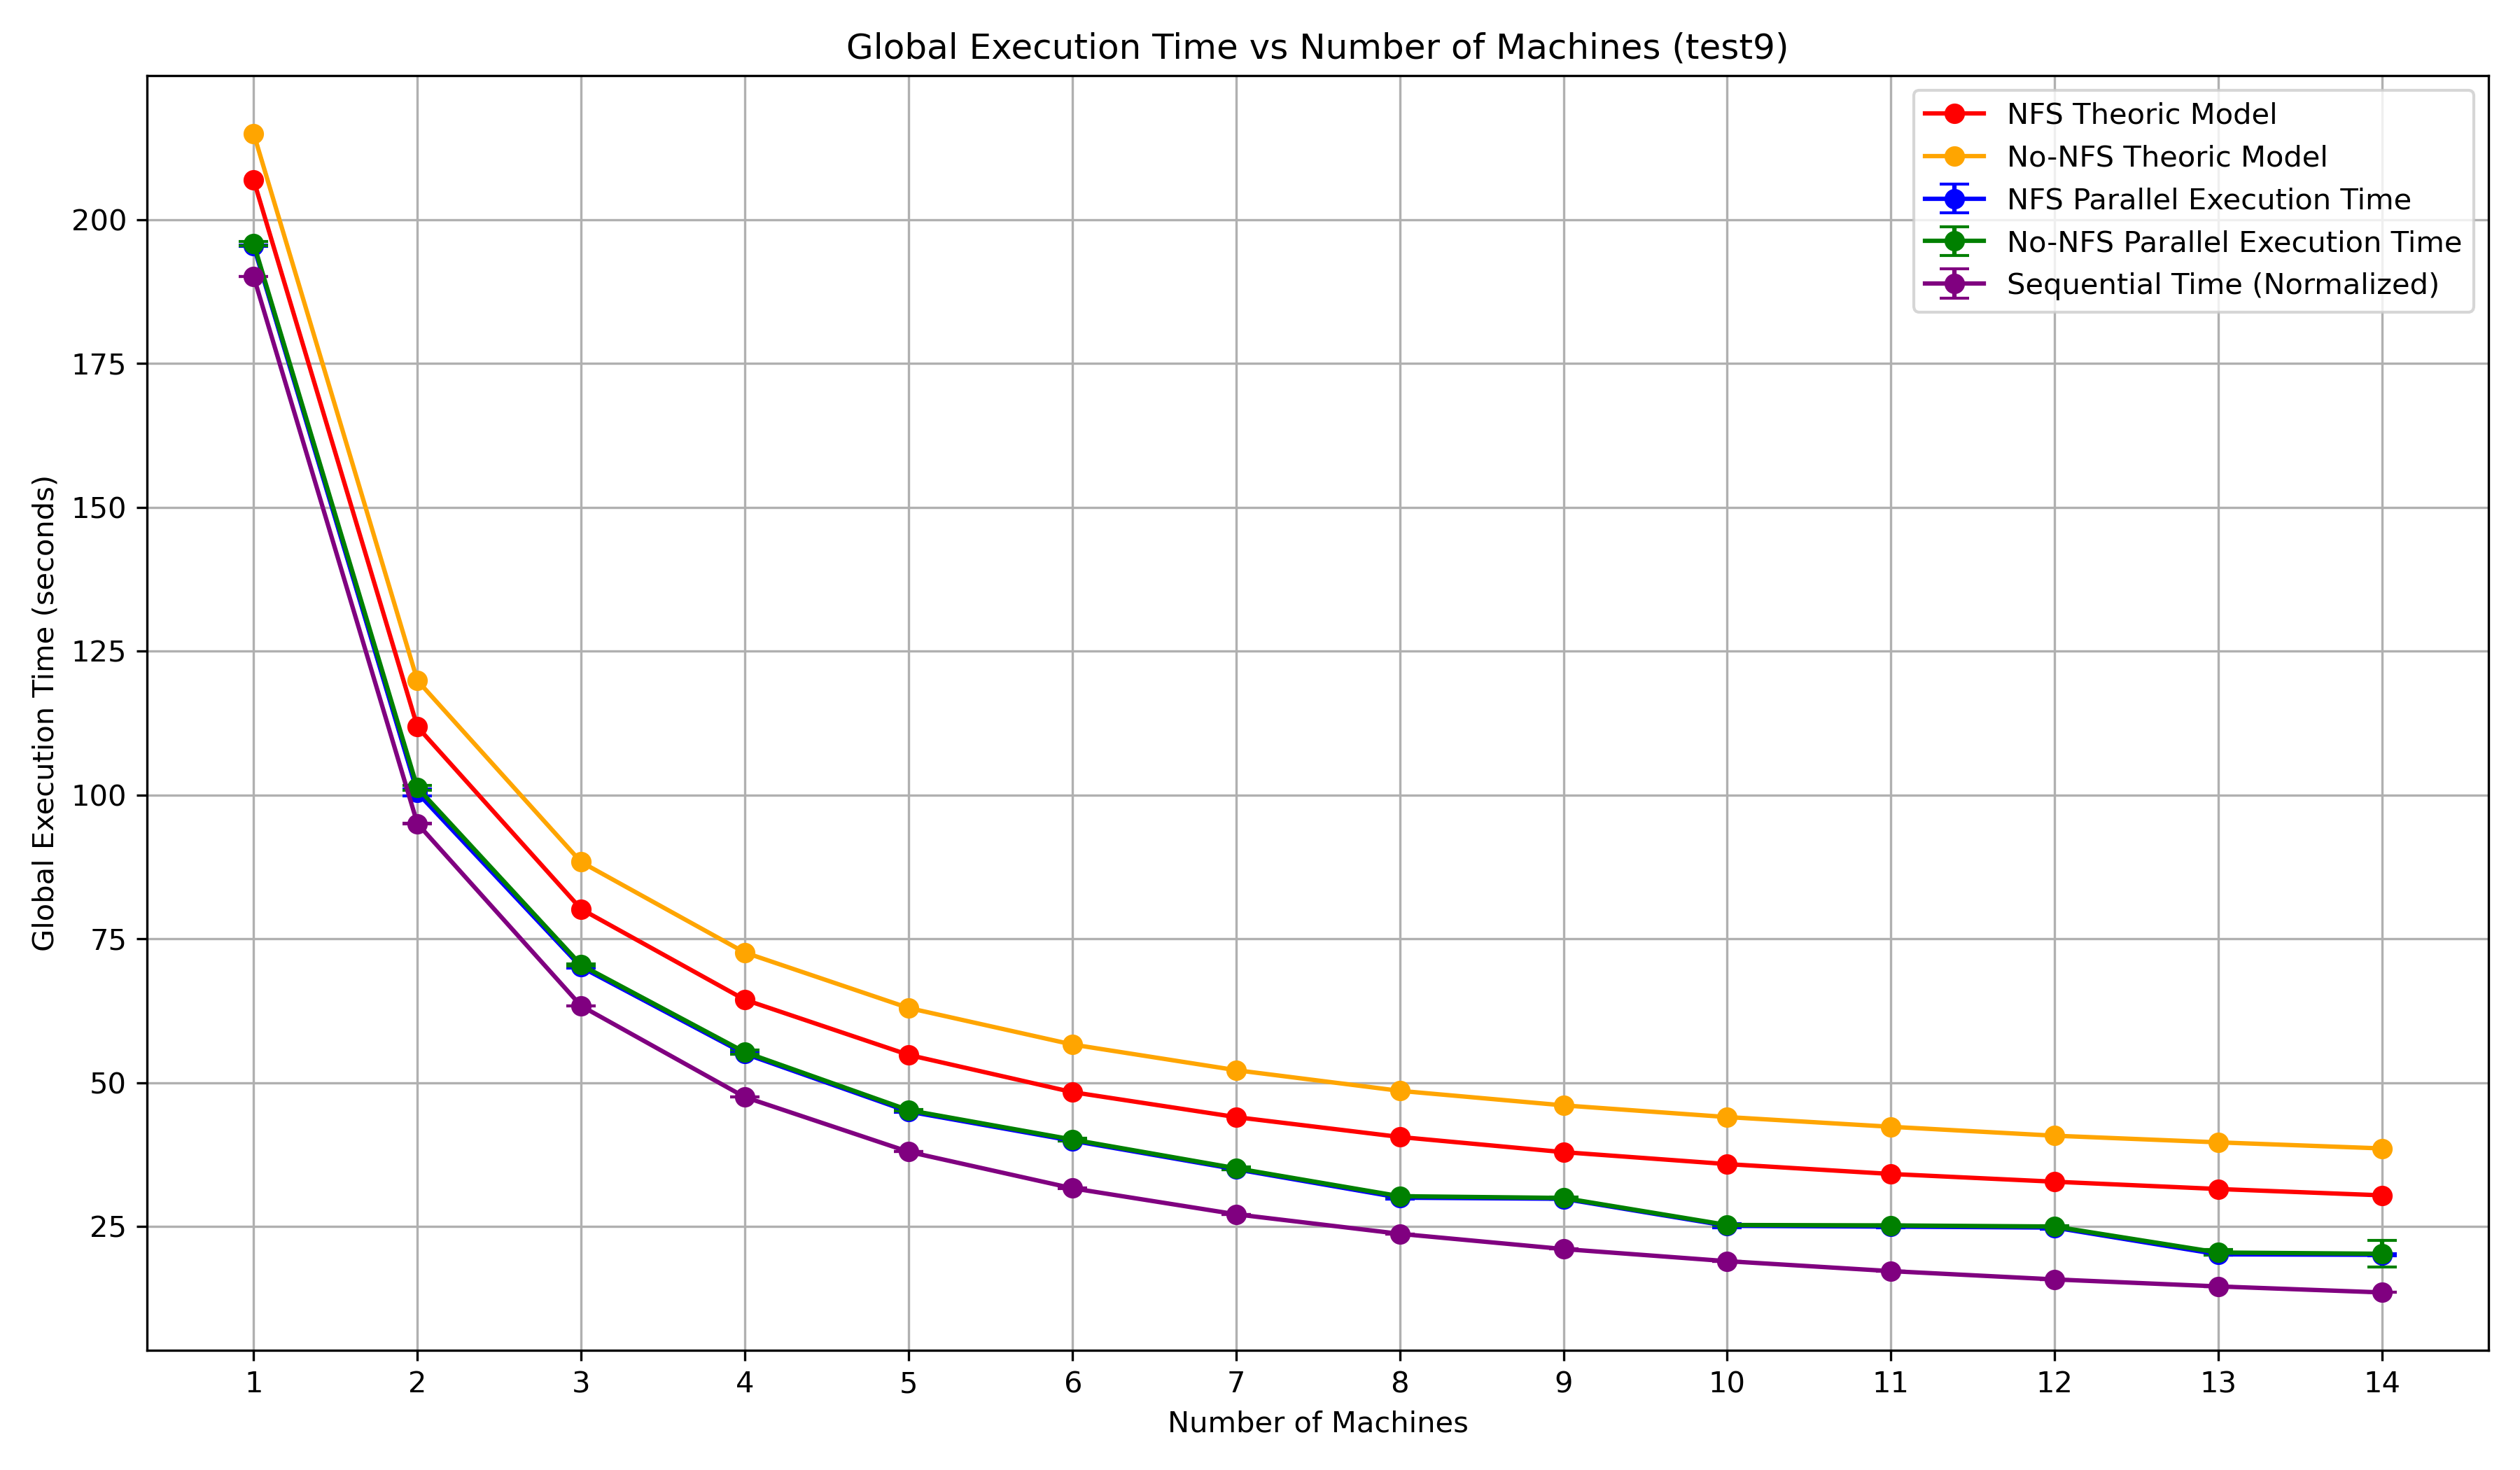 Global Execution Time vs Number of Machines (test9)
NFS Theoric Model
No-NFS Theoric Model
NFS Parallel Execution Time
No-NFS Parallel Execution Time
Sequential Time (Normalized)
Global Execution Time (seconds)
200
175
150
125
100
75
50
25
1 2 3 4 5 6 7 8 9 10 11 12 13 14
Number of Machines